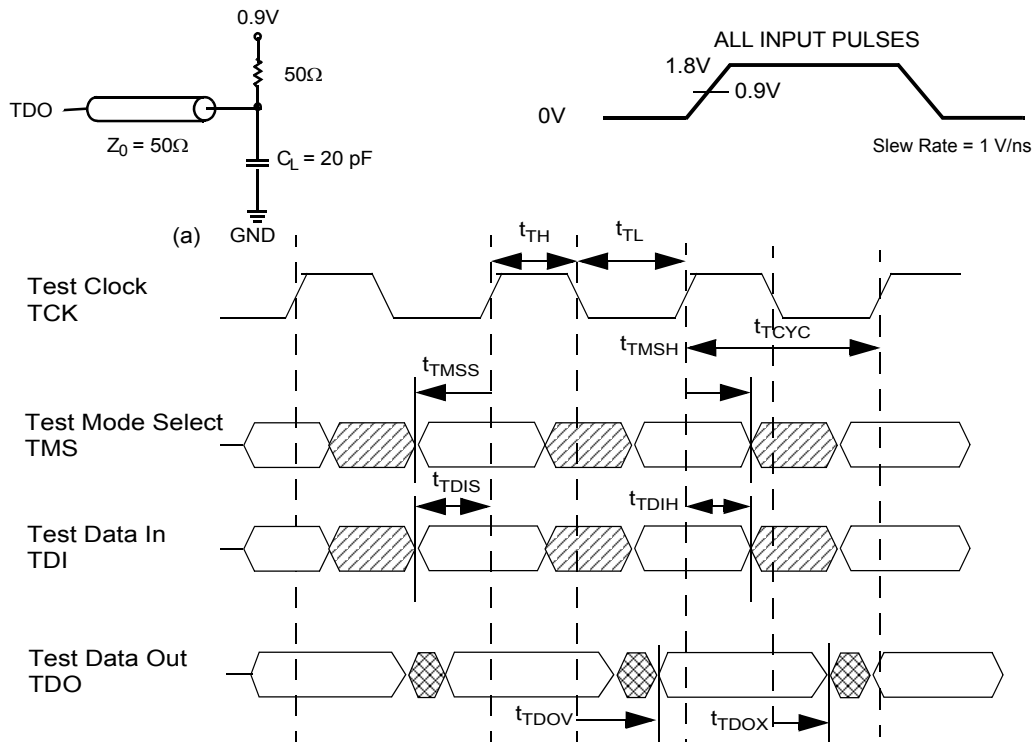 0.9V
50Ω
TDO
Z0 = 50Ω
CL = 20 pF
(a)
GND
ALL INPUT PULSES
1.8V
0.9V
0V
Slew Rate = 1 V/ns
tTH
tTL
Test Clock
TCK
tTMSH
tTCYC
tTMSS
Test Mode Select
TMS
tTDIS
tTDIH
Test Data In
TDI
Test Data Out
TDO
tTDOV
tTDOX